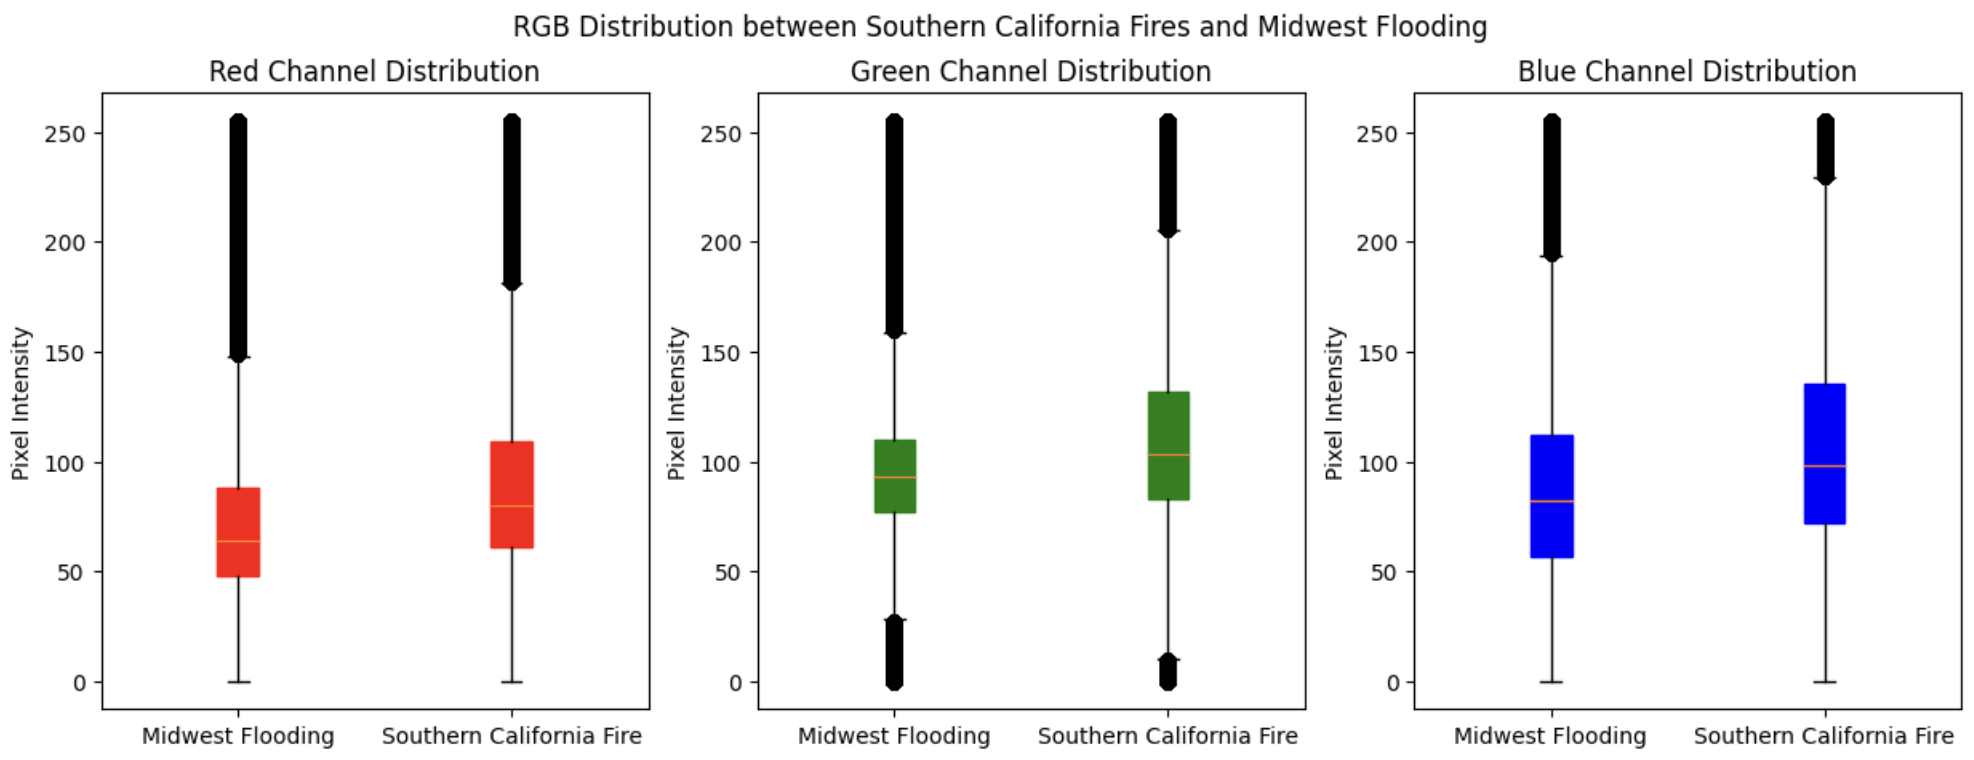 RGB Distribution between Southern California Fires and Midwest Flooding
Red Channel Distribution
Pixel Intensity
250
200
150
100
50
0
Midwest Flooding
Southern California Fire
Green Channel Distribution
Pixel Intensity
250
200
150
100
50
0
Midwest Flooding
Southern California Fire
Blue Channel Distribution
Pixel Intensity
250
200
150
100
50
0
Midwest Flooding
Southern California Fire